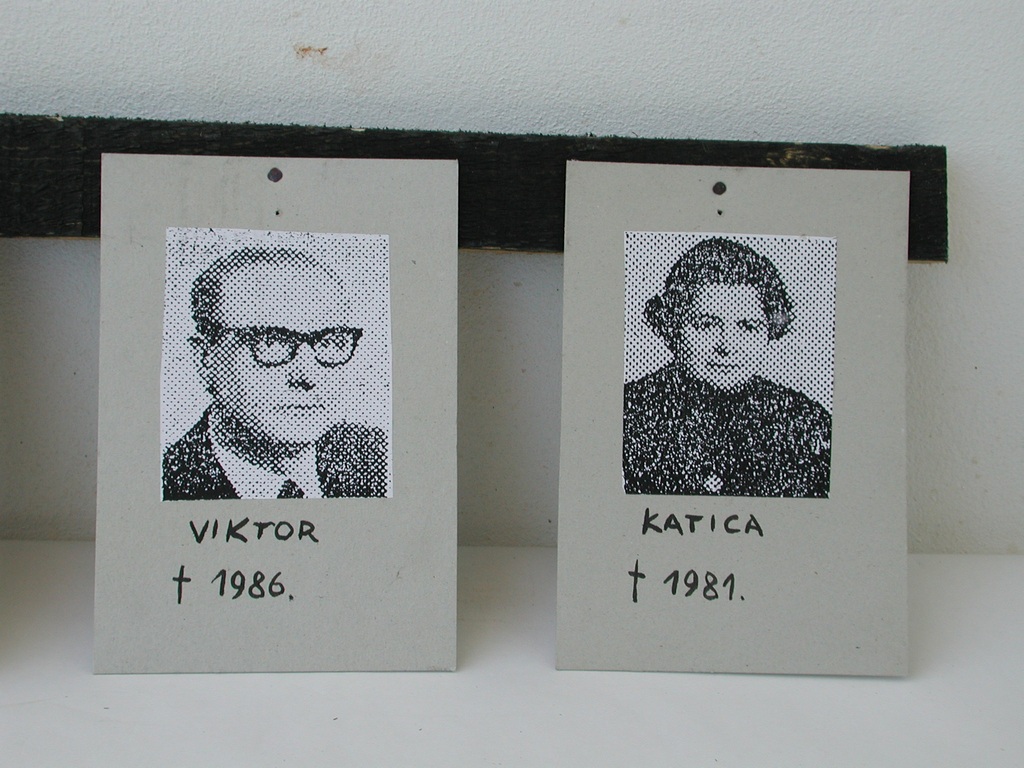 VIKTOR
† 1986.
KATICA
† 1981.